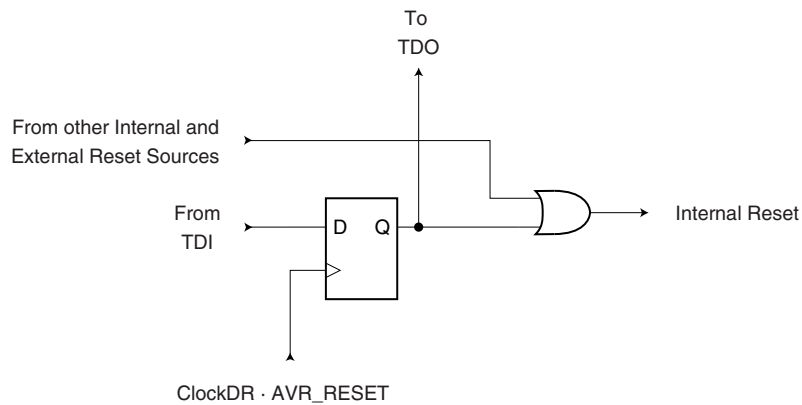 To
TDO
From other Internal and
External Reset Sources
From
TDI
D Q
Internal Reset
ClockDR · AVR_RESET